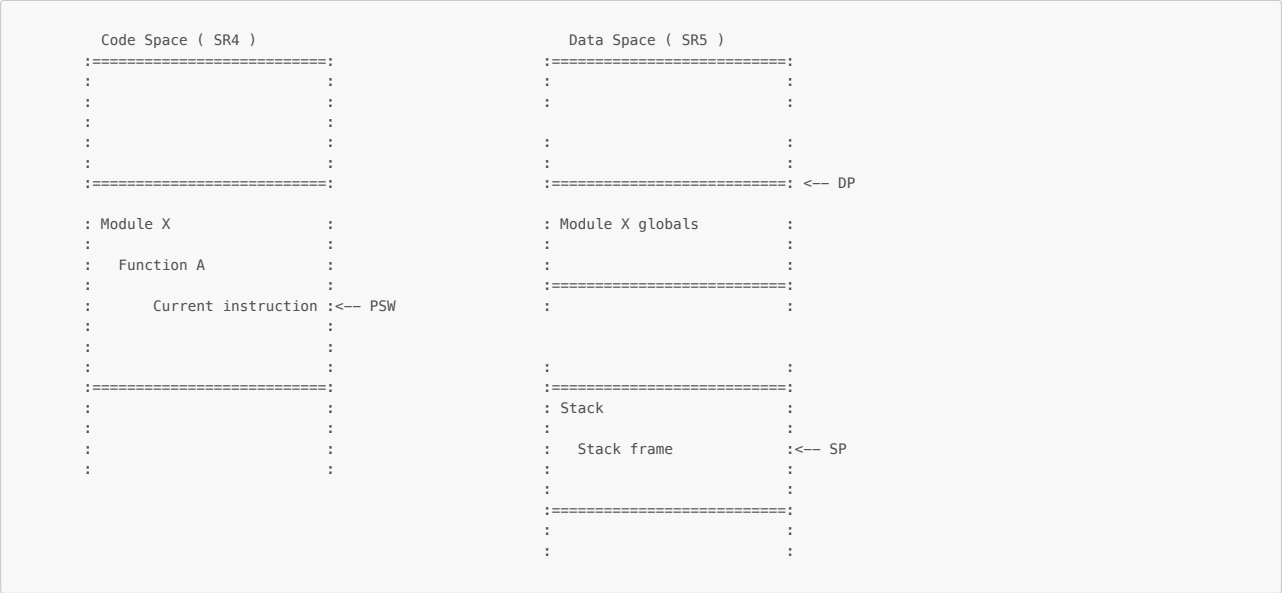 Code Space ( SR4 )                                    Data Space ( SR5 )
:===========================:                         :===========================:
:                           :                         :                           :
:                           :                         :                           :
:                           :
:                           :                         :                           :
:                           :                         :                           :
:===========================:                         :===========================: <-- DP
: Module X                  :                         : Module X globals          :
:                           :                         :                           :
:   Function A              :                         :                           :
:                           :                         :===========================:
:       Current instruction :<-- PSW                  :                           :
:                           :
:                           :
:                           :                         :                           :
:===========================:                         :===========================:
:                           :                         : Stack                     :
:                           :                         :                           :
:                           :                         :   Stack frame             :<-- SP
:                           :                         :                           :
                                                      :                           :
                                                      :===========================:
                                                      :                           :
                                                      :                           :